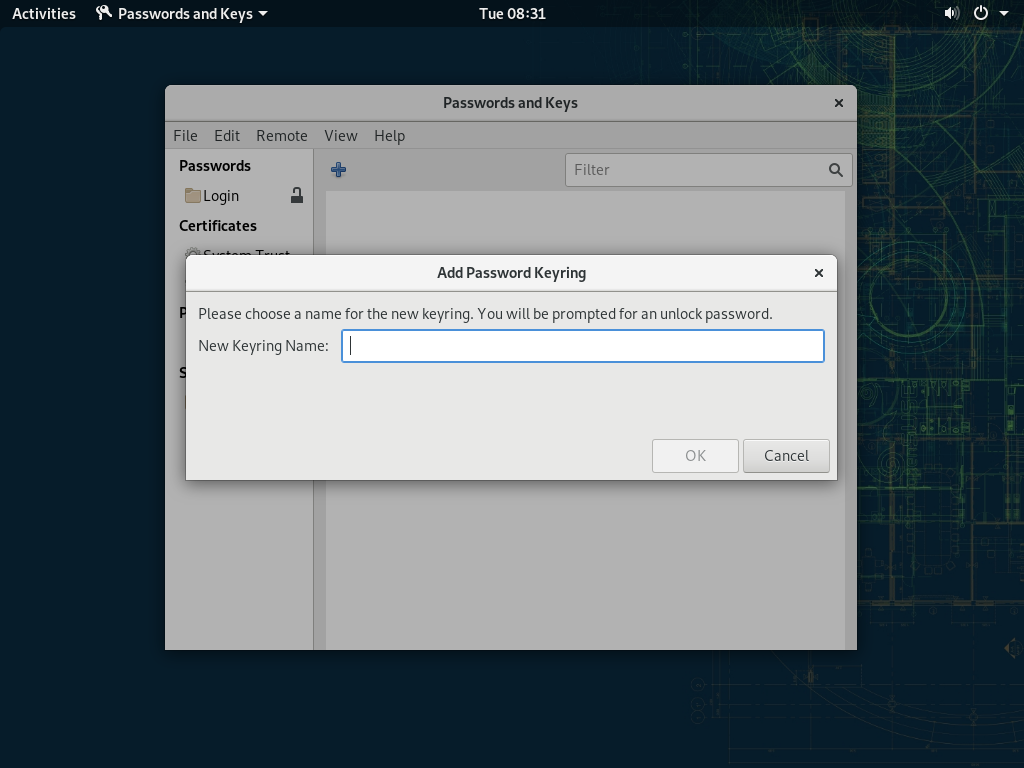 Activities Passwords and Keys Tue 08:31
Passwords and Keys
File Edit Remote View Help
Passwords
Filter
Login
Certificates
System Trust
Add Password Keyring
Please choose a name for the new keyring. You will be prompted for an unlock password.
New Keyring Name:
OK Cancel